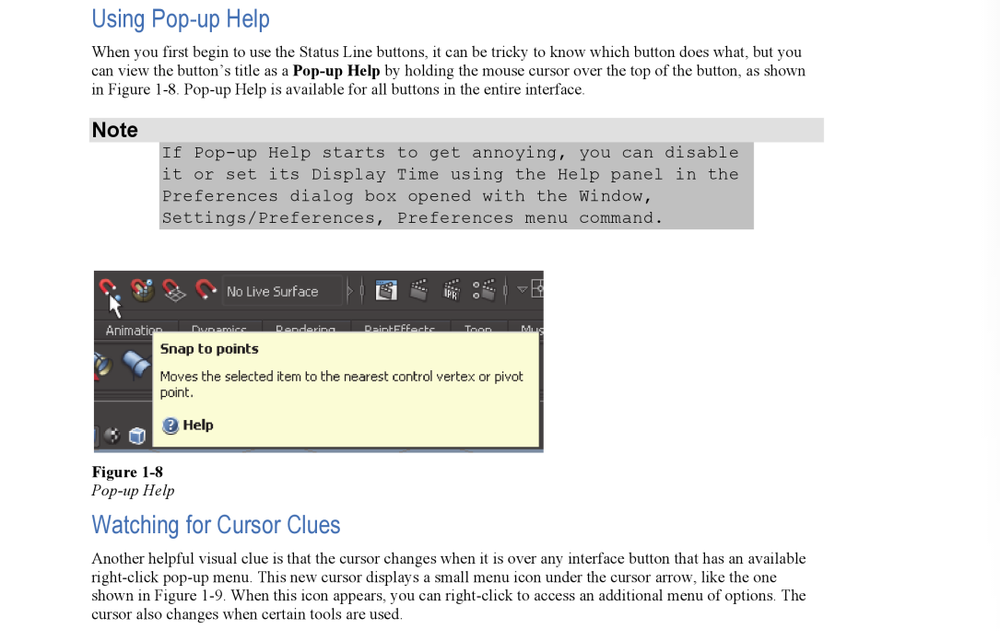 Using Pop-up Help
When you first begin to use the Status Line buttons, it can be tricky to know which button does what, but you
can view the button’s title as a Pop-up Help by holding the mouse cursor over the top of the button, as shown
in Figure 1-8. Pop-up Help is available for all buttons in the entire interface.
Note
If Pop-up Help starts to get annoying, you can disable
it or set its Display Time using the Help panel in the
Preferences dialog box opened with the Window,
Settings/Preferences, Preferences menu command.
No Live Surface
IPR
Animation Dynamics Rendering PaintEffects Toon Mus
Snap to points
Moves the selected item to the nearest control vertex or pivot
point.
Help
Figure 1-8
Pop-up Help
Watching for Cursor Clues
Another helpful visual clue is that the cursor changes when it is over any interface button that has an available
right-click pop-up menu. This new cursor displays a small menu icon under the cursor arrow, like the one
shown in Figure 1-9. When this icon appears, you can right-click to access an additional menu of options. The
cursor also changes when certain tools are used.